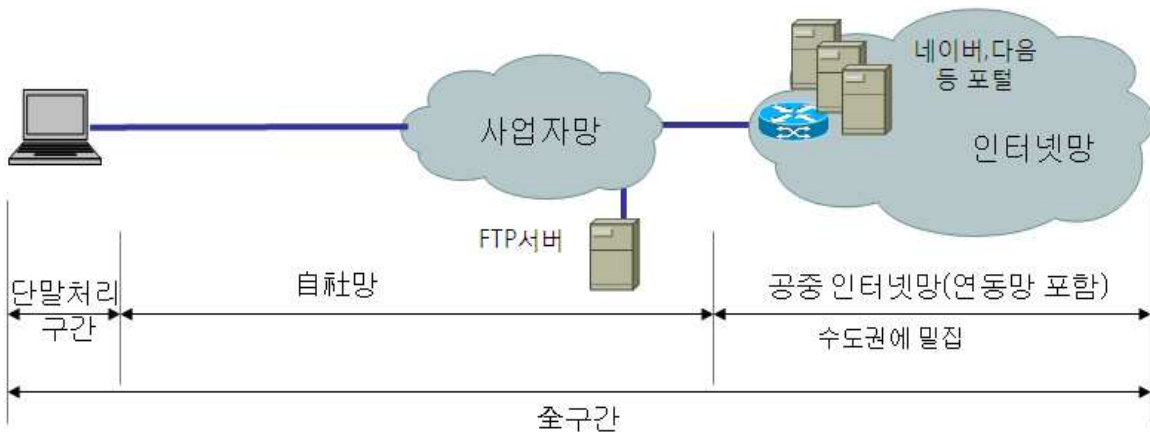 네이버,다음
등 포털
사업자망
인터넷망
FTP서버
단말처리
구간
自社망
공중 인터넷망(연동망 포함)
수도권에 밀집
全구간